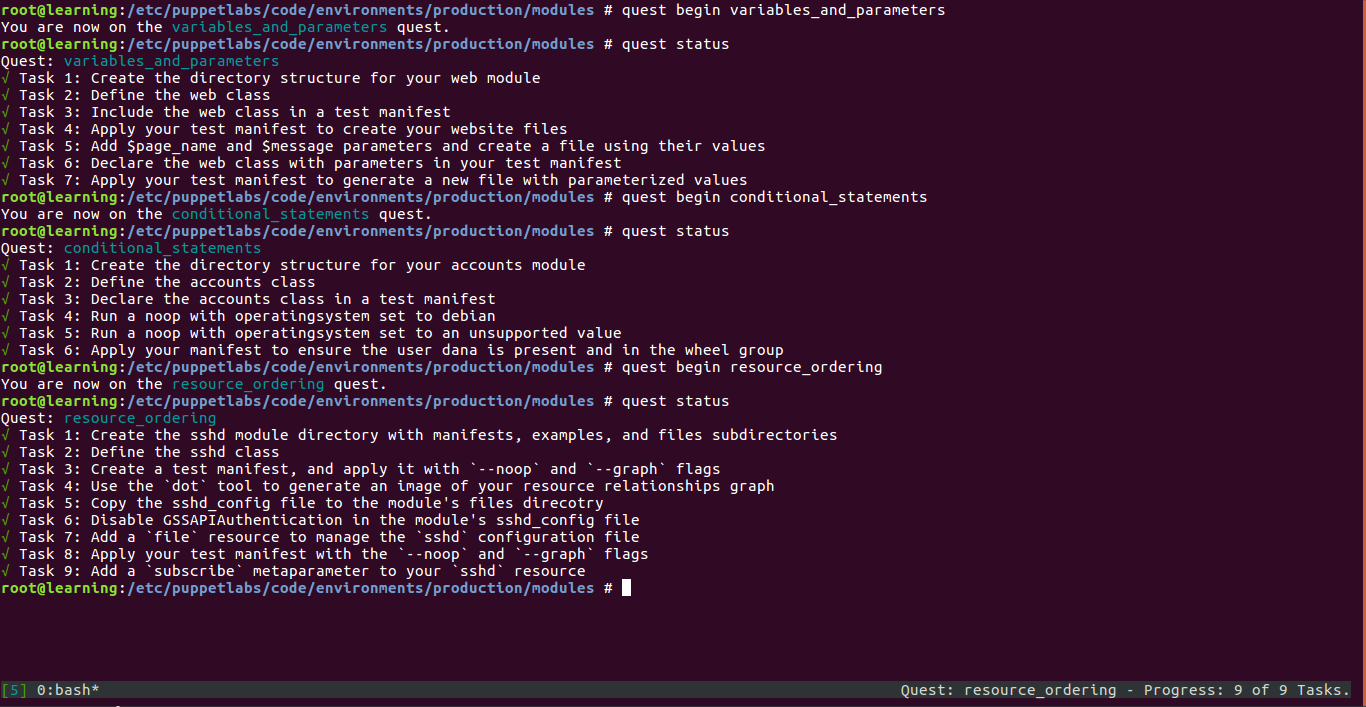 root@learning:/etc/puppetlabs/code/environments/production/modules # quest begin variables_and_parameters
You are now on the variables_and_parameters quest.
root@learning:/etc/puppetlabs/code/environments/production/modules # quest status
Quest: variables_and_parameters
√ Task 1: Create the directory structure for your web module
√ Task 2: Define the web class
√ Task 3: Include the web class in a test manifest
√ Task 4: Apply your test manifest to create your website files
√ Task 5: Add $page_name and $message parameters and create a file using their values
√ Task 6: Declare the web class with parameters in your test manifest
√ Task 7: Apply your test manifest to generate a new file with parameterized values
root@learning:/etc/puppetlabs/code/environments/production/modules # quest begin conditional_statements
You are now on the conditional_statements quest.
root@learning:/etc/puppetlabs/code/environments/production/modules # quest status
Quest: conditional_statements
√ Task 1: Create the directory structure for your accounts module
√ Task 2: Define the accounts class
√ Task 3: Declare the accounts class in a test manifest
√ Task 4: Run a noop with operatingsystem set to debian
√ Task 5: Run a noop with operatingsystem set to an unsupported value
√ Task 6: Apply your manifest to ensure the user dana is present and in the wheel group
root@learning:/etc/puppetlabs/code/environments/production/modules # quest begin resource_ordering
You are now on the resource_ordering quest.
root@learning:/etc/puppetlabs/code/environments/production/modules # quest status
Quest: resource_ordering
√ Task 1: Create the sshd module directory with manifests, examples, and files subdirectories
√ Task 2: Define the sshd class
√ Task 3: Create a test manifest, and apply it with `--noop` and `--graph` flags
√ Task 4: Use the `dot` tool to generate an image of your resource relationships graph
√ Task 5: Copy the sshd_config file to the module's files direcotry
√ Task 6: Disable GSSAPIAuthentication in the module's sshd_config file
√ Task 7: Add a `file` resource to manage the `sshd` configuration file
√ Task 8: Apply your test manifest with the `--noop` and `--graph` flags
√ Task 9: Add a `subscribe` metaparameter to your `sshd` resource
root@learning:/etc/puppetlabs/code/environments/production/modules #
[5] 0:bash* Quest: resource_ordering - Progress: 9 of 9 Tasks.